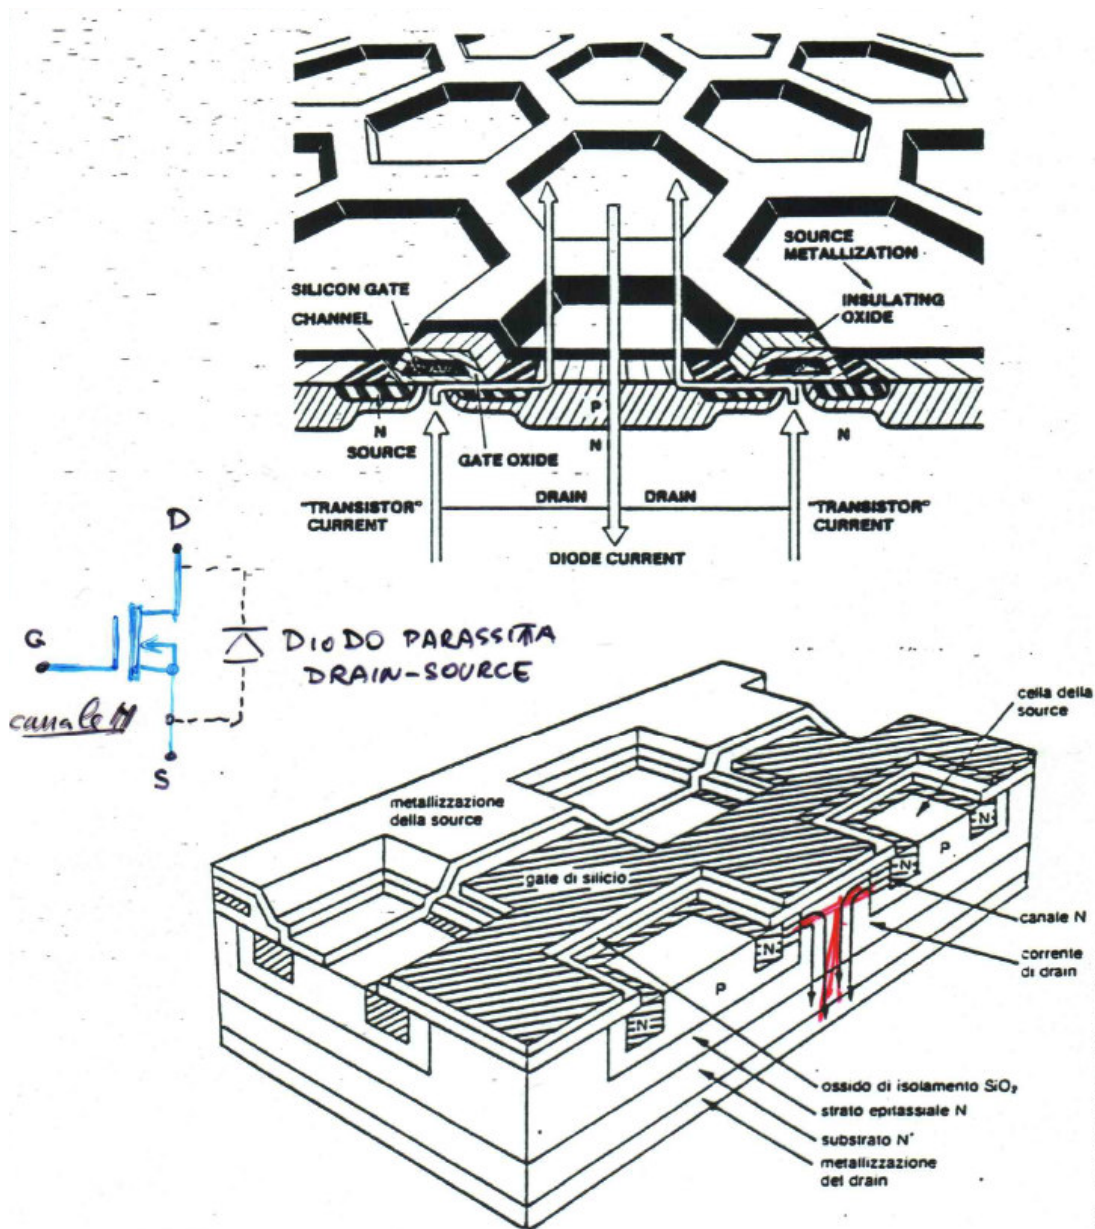 SOURCE
METALLIZATION
SILICON GATE
CHANNEL
INSULATING
OXIDE
P
N
N
SOURCE
GATE OXIDE
N
"TRANSISTOR"
CURRENT
DRAIN
DRAIN
"TRANSISTOR"
CURRENT
DIODE CURRENT
D
G
DIODO PARASSITA
DRAIN-SOURCE
canale N
S
cella della
source
metallizzazione
della source
N
P
gate di silicio
N
canale N
N
corrente
di drain
P
N
ossido di isolamento SiO₂
strato epitassiale N
substrato N⁺
metallizzazione
del drain